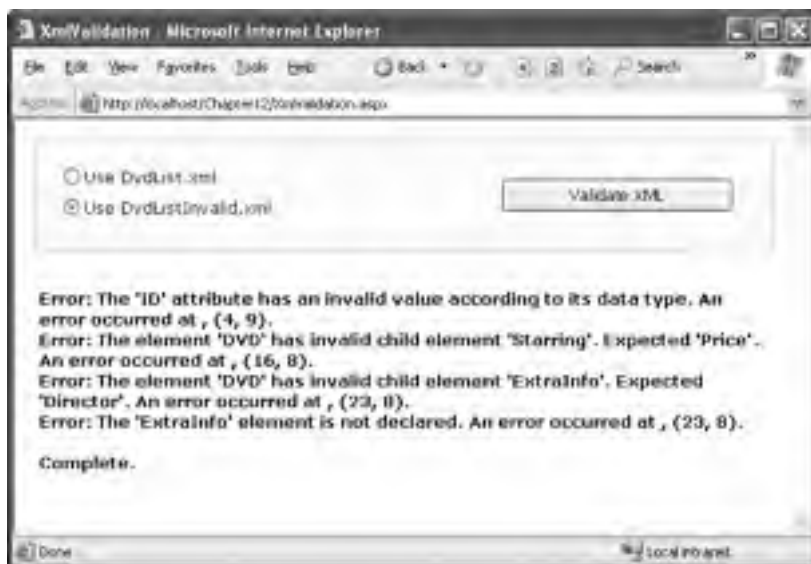 XmlValidation - Microsoft Internet Explorer
File Edit View Favorites Tools Help Back Search
Address http://localhost/Chapter12/XmlValidation.aspx
Use DvdList.xml
Use DvdListInvalid.xml
Validate XML
Error: The 'ID' attribute has an invalid value according to its data type. An
error occurred at , (4, 9).
Error: The element 'DVD' has invalid child element 'Starring'. Expected 'Price'.
An error occurred at , (16, 8).
Error: The element 'DVD' has invalid child element 'ExtraInfo'. Expected
'Director'. An error occurred at , (23, 8).
Error: The 'ExtraInfo' element is not declared. An error occurred at , (23, 8).
Complete.
Done
Local intranet